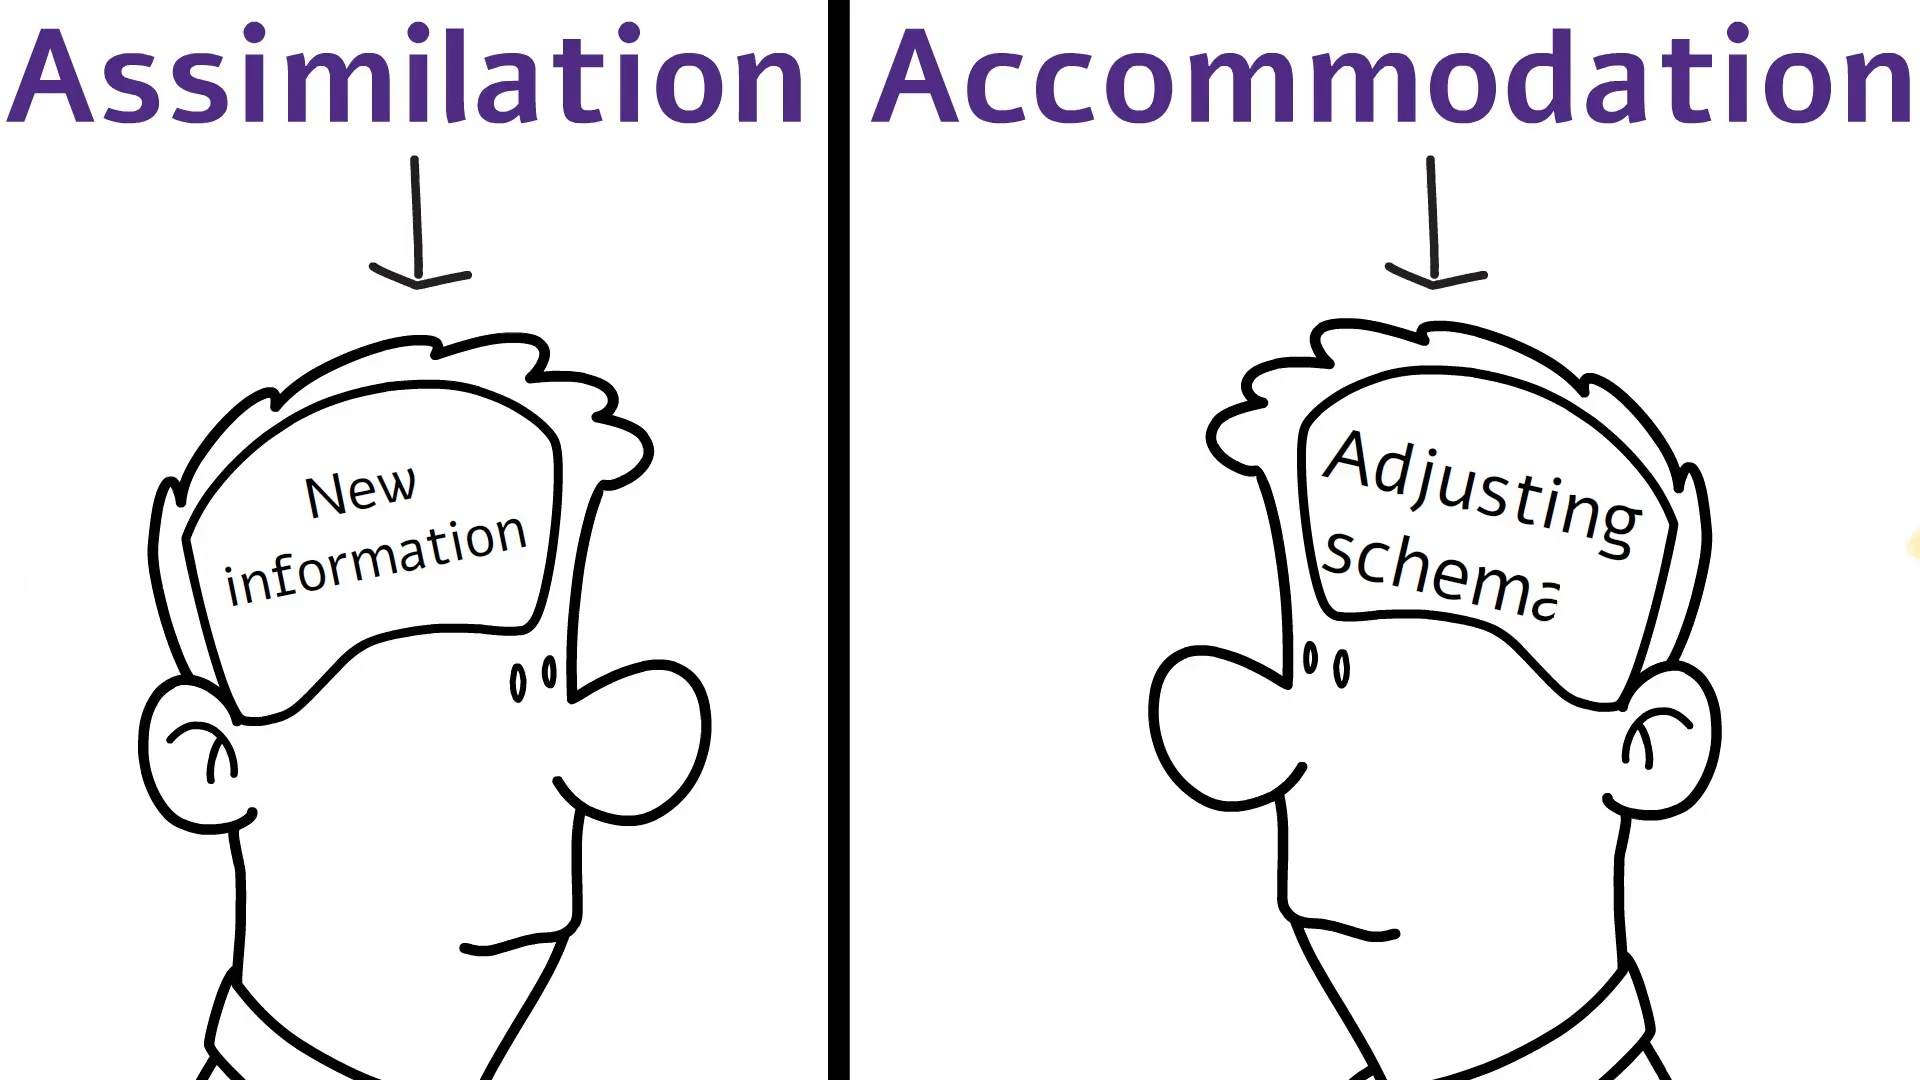 Assimilation
Accommodation
New
information
Adjusting
schema